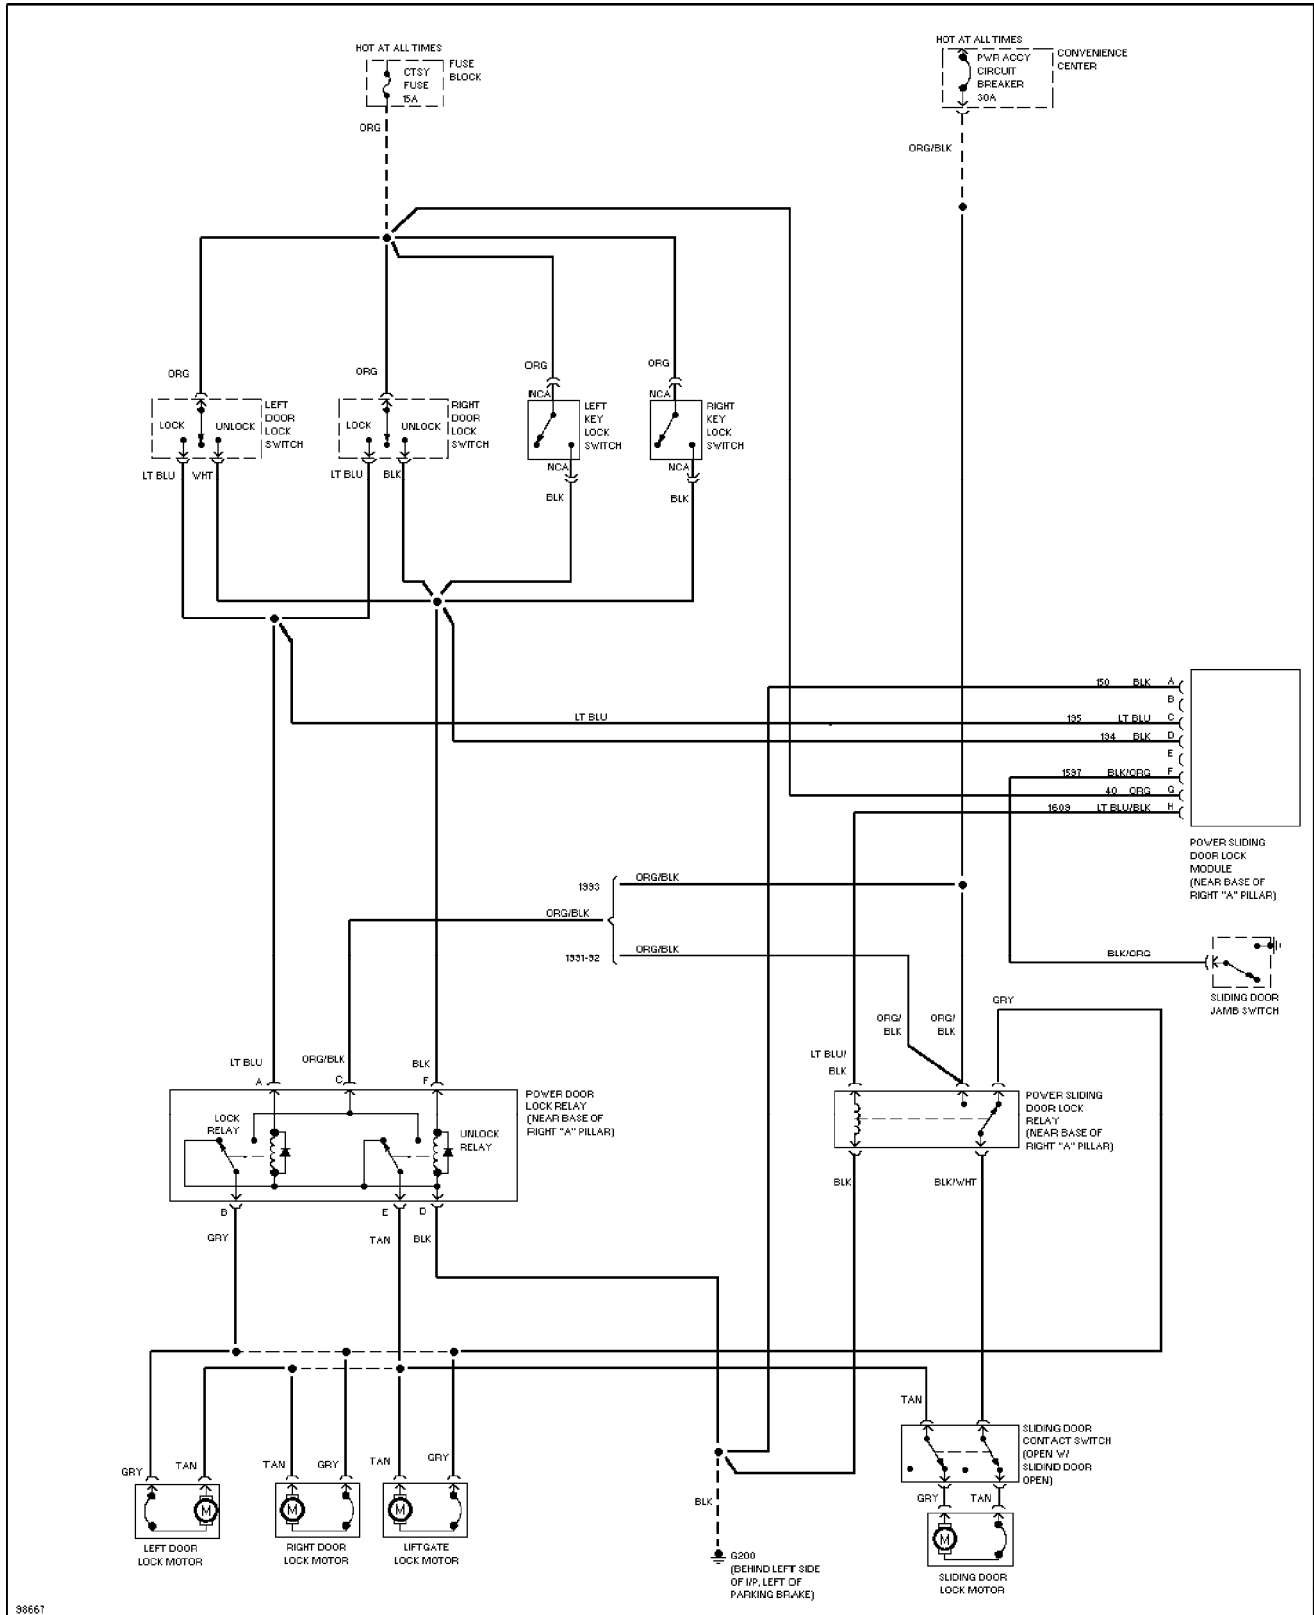 HOT AT ALL TIMES
CTSY
FUSE
15A
FUSE
BLOCK
ORG
HOT AT ALL TIMES
PWR ACCY
CIRCUIT
BREAKER
30A
CONVENIENCE
CENTER
ORG/BLK
ORG
ORG
ORG
ORG
NCA
NCA
LOCK
UNLOCK
LEFT
DOOR
LOCK
SWITCH
LOCK
UNLOCK
RIGHT
DOOR
LOCK
SWITCH
LEFT
KEY
LOCK
SWITCH
RIGHT
KEY
LOCK
SWITCH
LT BLU
WHT
LT BLU
BLK
NCA
BLK
NCA
BLK
150 BLK A
B
LT BLU
195 LT BLU C
194 BLK D
E
1597 BLK/ORG F
40 ORG G
1609 LT BLU/BLK H
POWER SLIDING
DOOR LOCK
MODULE
(NEAR BASE OF
RIGHT "A" PILLAR)
1993
ORG/BLK
ORG/BLK
1991-92
ORG/BLK
BLK/ORG
SLIDING DOOR
JAMB SWITCH
LT BLU
A
ORG/BLK
C
BLK
F
LT BLU/
BLK
ORG/
BLK
ORG/
BLK
GRY
LOCK
RELAY
UNLOCK
RELAY
POWER DOOR
LOCK RELAY
(NEAR BASE OF
RIGHT "A" PILLAR)
POWER SLIDING
DOOR LOCK
RELAY
(NEAR BASE OF
RIGHT "A" PILLAR)
B
GRY
E
TAN
D
BLK
BLK
BLK/WHT
TAN
SLIDING DOOR
CONTACT SWITCH
(OPEN W/
SLIDIND DOOR
OPEN)
GRY
TAN
TAN
GRY
TAN
GRY
GRY
TAN
M
M
M
M
LEFT DOOR
LOCK MOTOR
RIGHT DOOR
LOCK MOTOR
LIFTGATE
LOCK MOTOR
BLK
G200
(BEHIND LEFT SIDE
OF I/P, LEFT OF
PARKING BRAKE)
SLIDING DOOR
LOCK MOTOR
98667